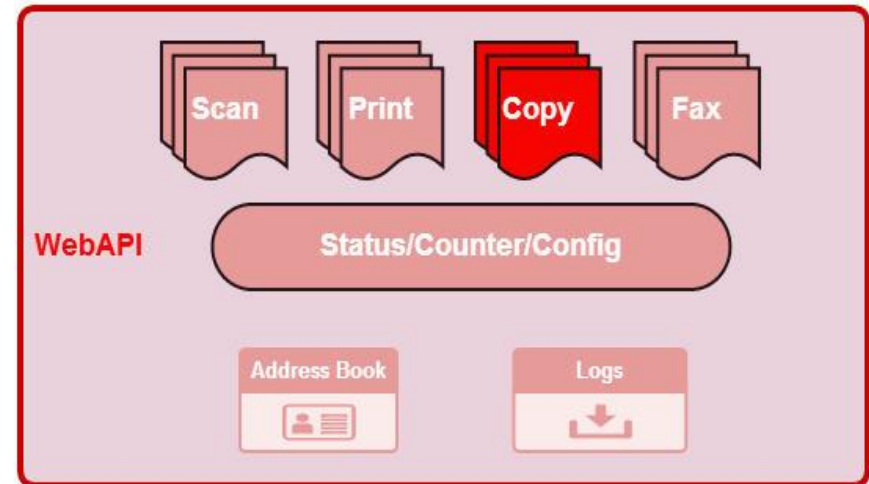 Scan
Print
Copy
Fax
WebAPI
Status/Counter/Config
Address Book
Logs